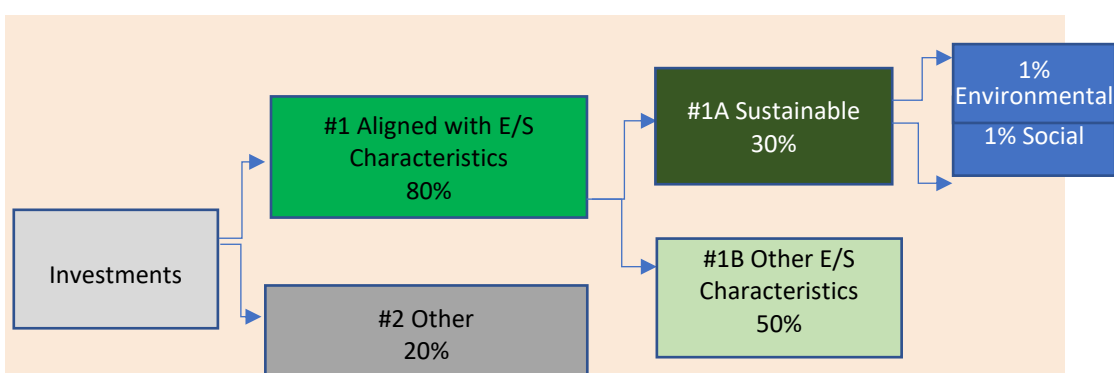 Investments
#1 Aligned with E/S
Characteristics
80%
#2 Other
20%
#1A Sustainable
30%
#1B Other E/S
Characteristics
50%
1%
Environmental
1% Social